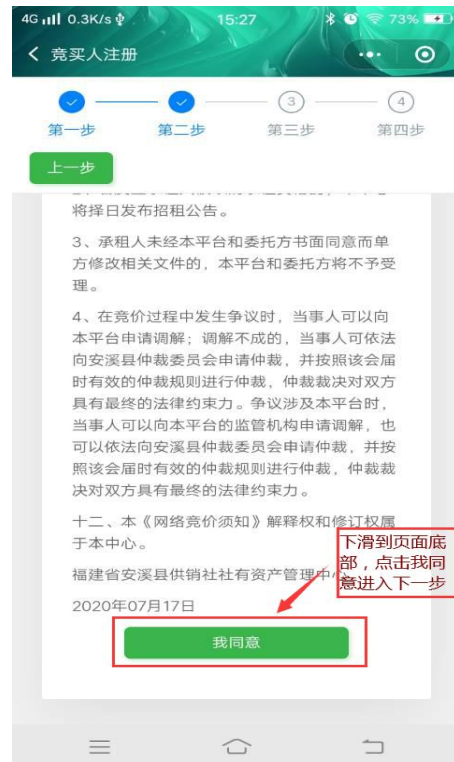 4G 0.3K/s 15:27 73%
竞买人注册
3 4
第一步 第二步 第三步 第四步
上一步
将择日发布招租公告。
3、承租人未经本平台和委托方书面同意而单
方修改相关文件的，本平台和委托方将不予受
理。
4、在竞价过程中发生争议时，当事人可以向
本平台申请调解；调解不成的，当事人可依法
向安溪县仲裁委员会申请仲裁，并按照该会届
时有效的仲裁规则进行仲裁，仲裁裁决对双方
具有最终的法律约束力。争议涉及本平台时，
当事人可以向本平台的监管机构申请调解，也
可以依法向安溪县仲裁委员会申请仲裁，并按
照该会届时有效的仲裁规则进行仲裁，仲裁裁
决对双方具有最终的法律约束力。
十二、本《网络竞价须知》解释权和修订权属
于本中心。
下滑到页面底
部，点击我同
意进入下一步
福建省安溪县供销社社有资产管理中心
2020年07月17日
我同意